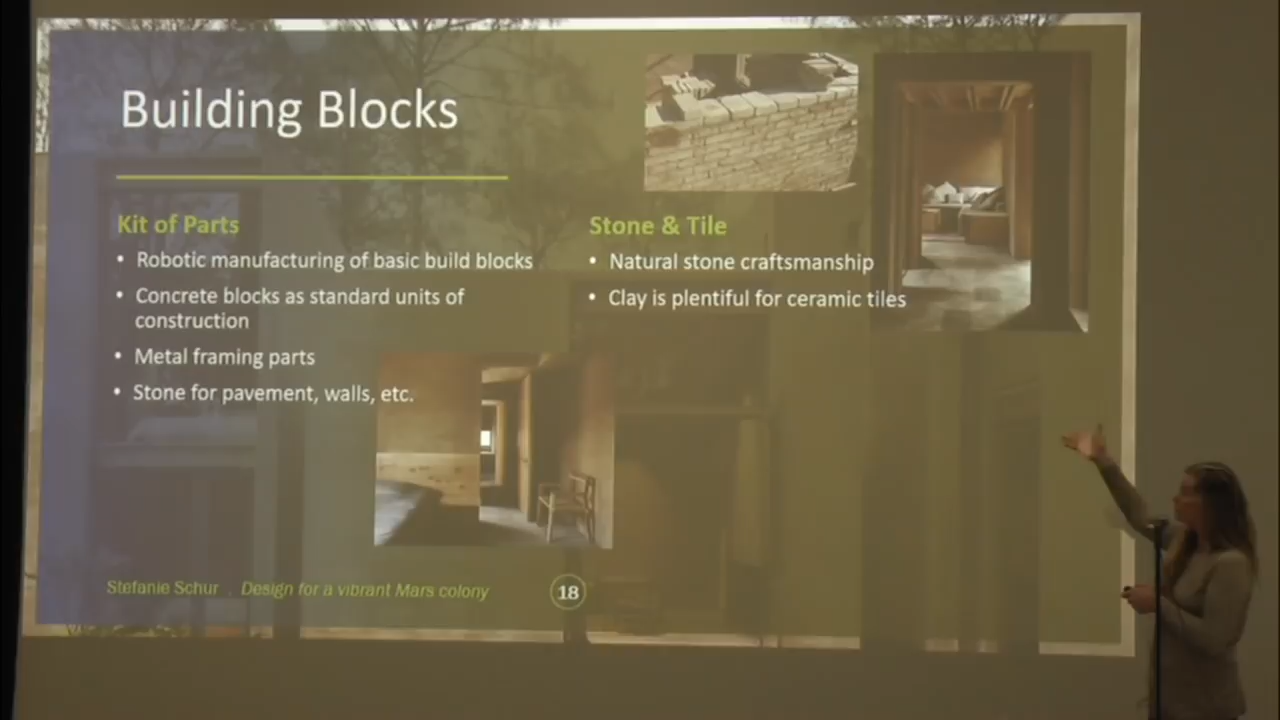 Building Blocks
Kit of Parts
• Robotic manufacturing of basic build blocks
• Concrete blocks as standard units of
construction
• Metal framing parts
• Stone for pavement, walls, etc.
Stone & Tile
• Natural stone craftsmanship
• Clay is plentiful for ceramic tiles
Stefanie Schur . Design for a vibrant Mars colony
18